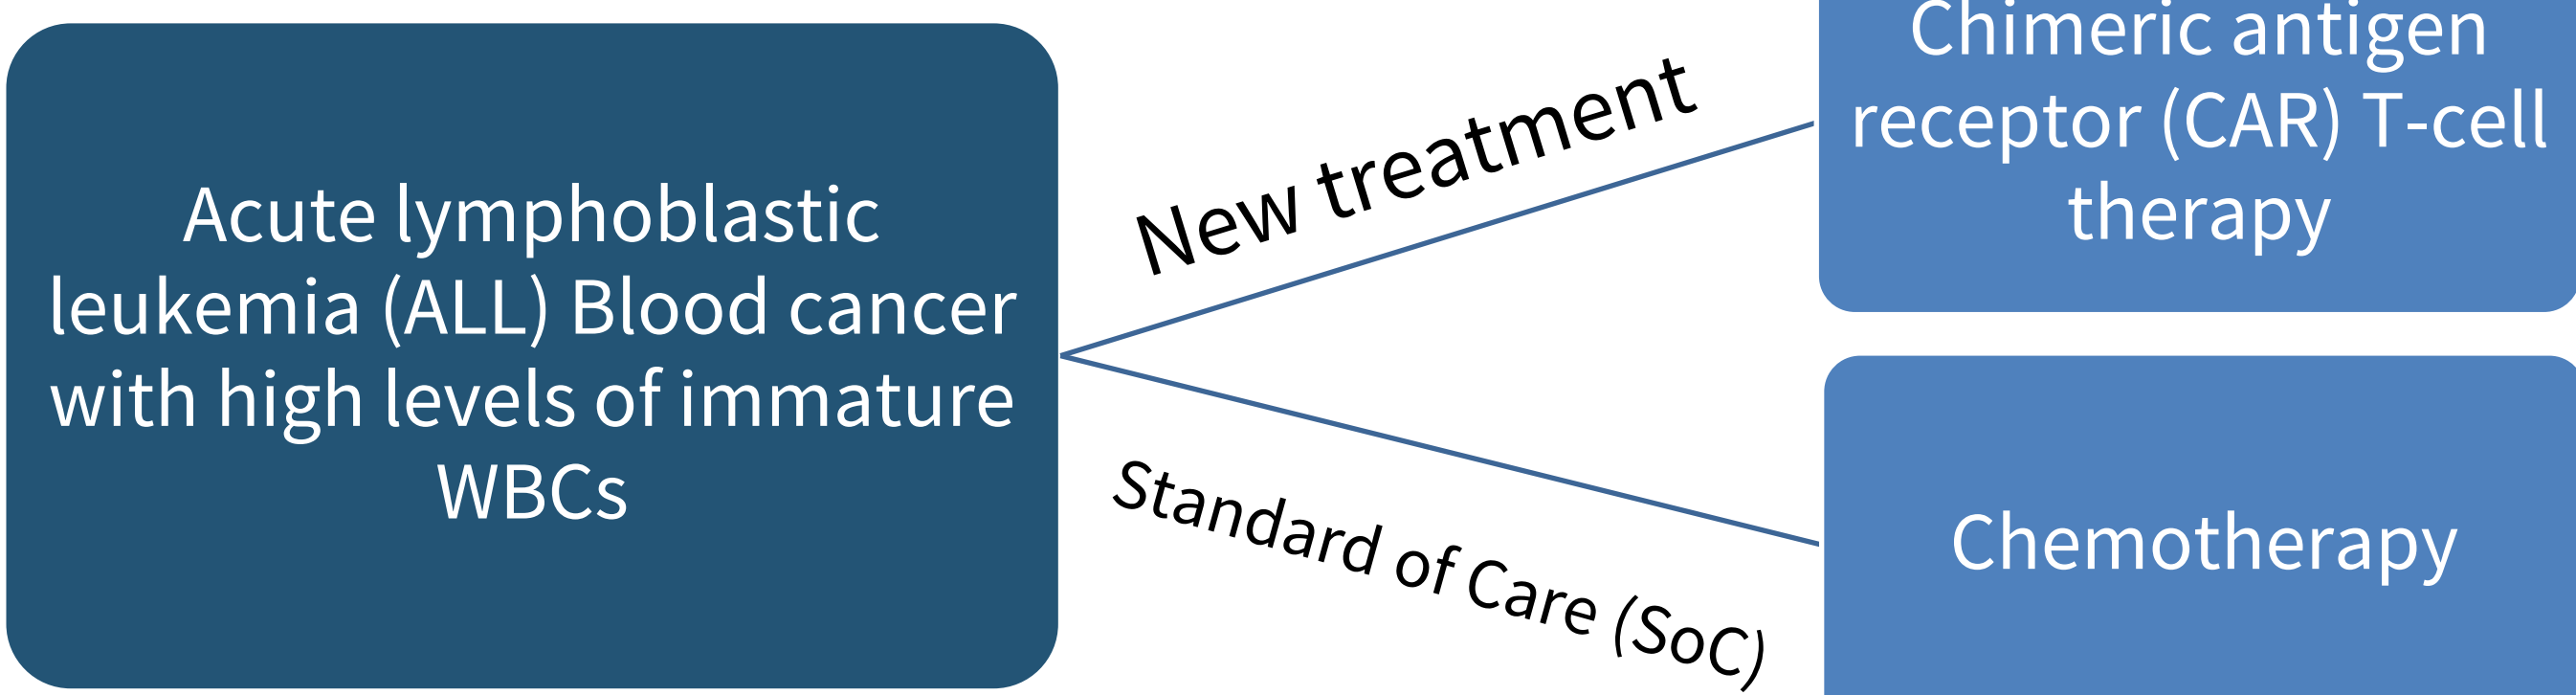 Acute lymphoblastic
leukemia (ALL) Blood cancer
with high levels of immature
WBCs
New treatment
Standard of Care (SoC)
Chimeric antigen
receptor (CAR) T-cell
therapy
Chemotherapy